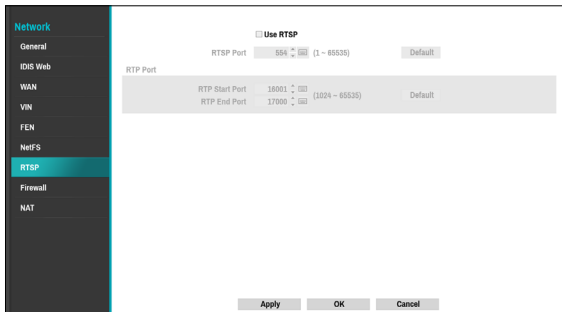 Network
General
IDIS Web
WAN
VIN
FEN
NetFS
RTSP
Firewall
NAT
Use RTSP
RTSP Port 554 (1 ~ 65535) Default
RTP Port
RTP Start Port 16001
(1024 ~ 65535) Default
RTP End Port 17000
Apply OK Cancel